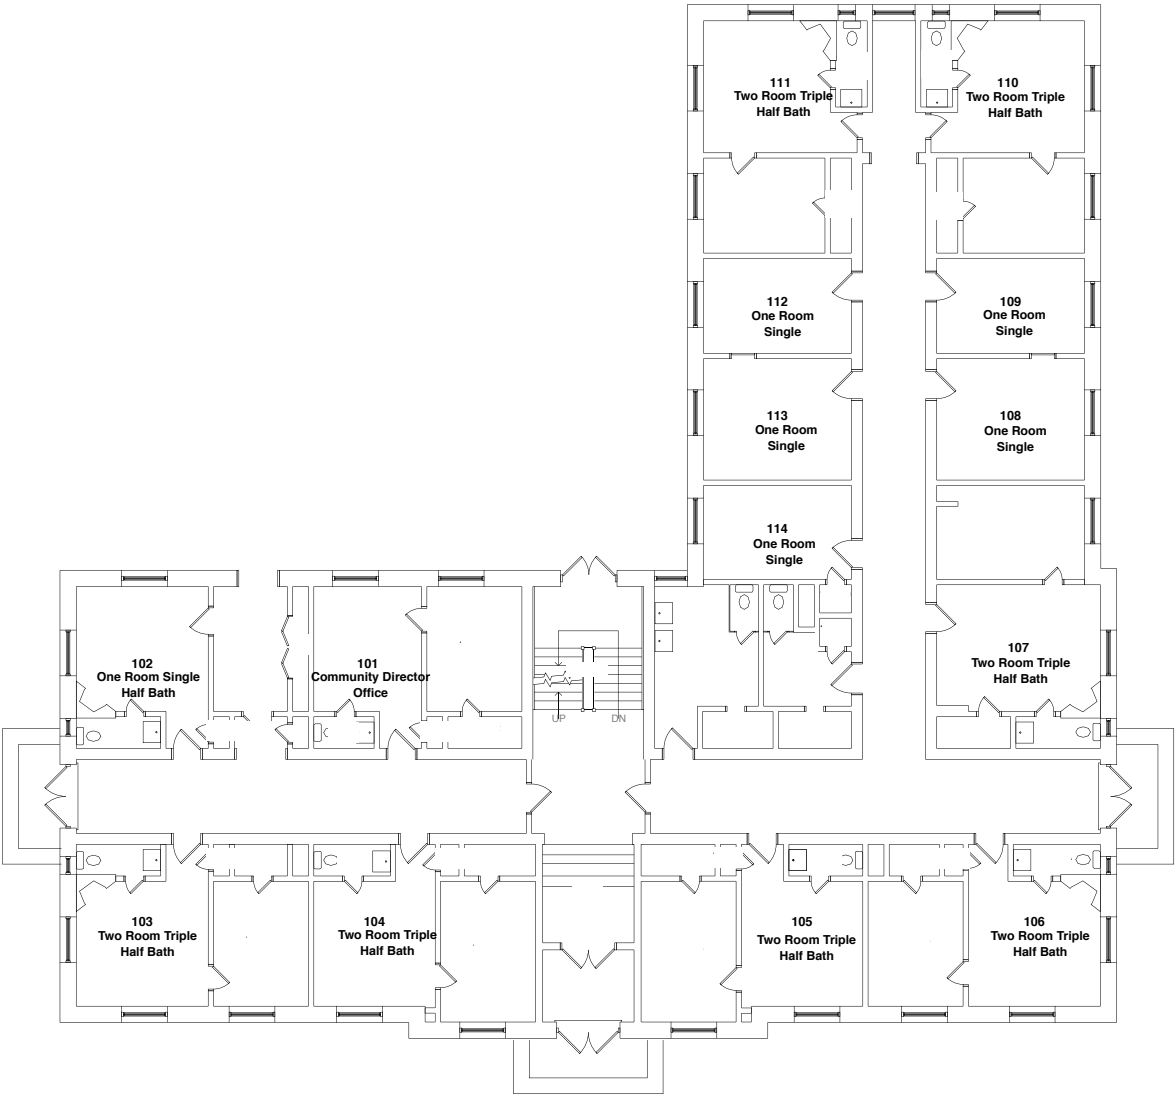 111
Two Room Triple
Half Bath
110
Two Room Triple
Half Bath
112
One Room
Single
109
One Room
Single
113
One Room
Single
108
One Room
Single
114
One Room
Single
102
One Room Single
Half Bath
101
Community Director
Office
107
Two Room Triple
Half Bath
UP
DN
103
Two Room Triple
Half Bath
104
Two Room Triple
Half Bath
105
Two Room Triple
Half Bath
106
Two Room Triple
Half Bath